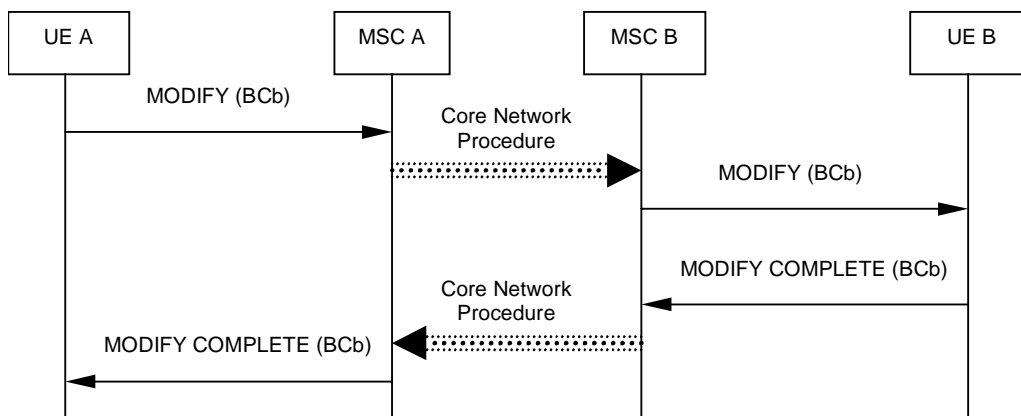 UE A
MSC A
MSC B
UE B
MODIFY (BCb)
Core Network
Procedure
MODIFY (BCb)
MODIFY COMPLETE (BCb)
Core Network
Procedure
MODIFY COMPLETE (BCb)